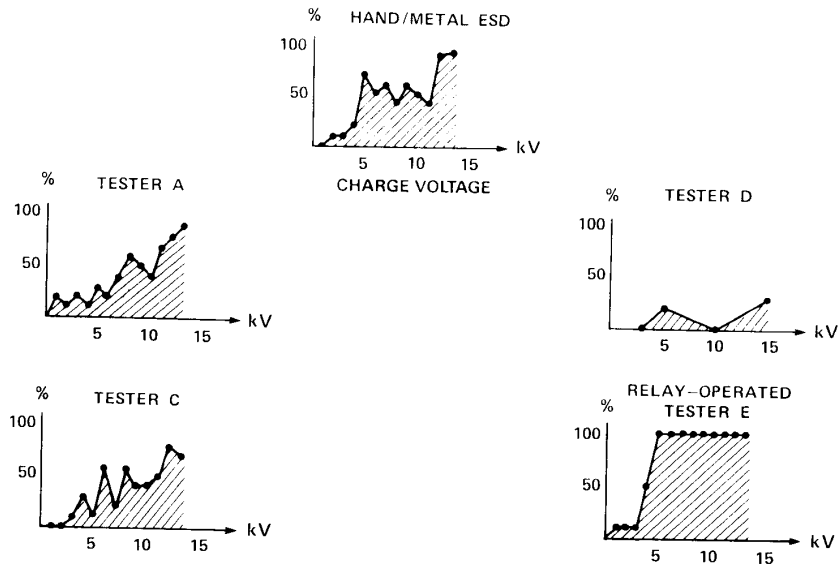 % HAND/METAL ESD
100
50
5 10 15 kV
CHARGE VOLTAGE
% TESTER A
100
50
5 10 15 kV
% TESTER D
100
50
5 10 15 kV
% TESTER C
100
50
5 10 15 kV
RELAY-OPERATED
% TESTER E
100
50
5 10 15 kV